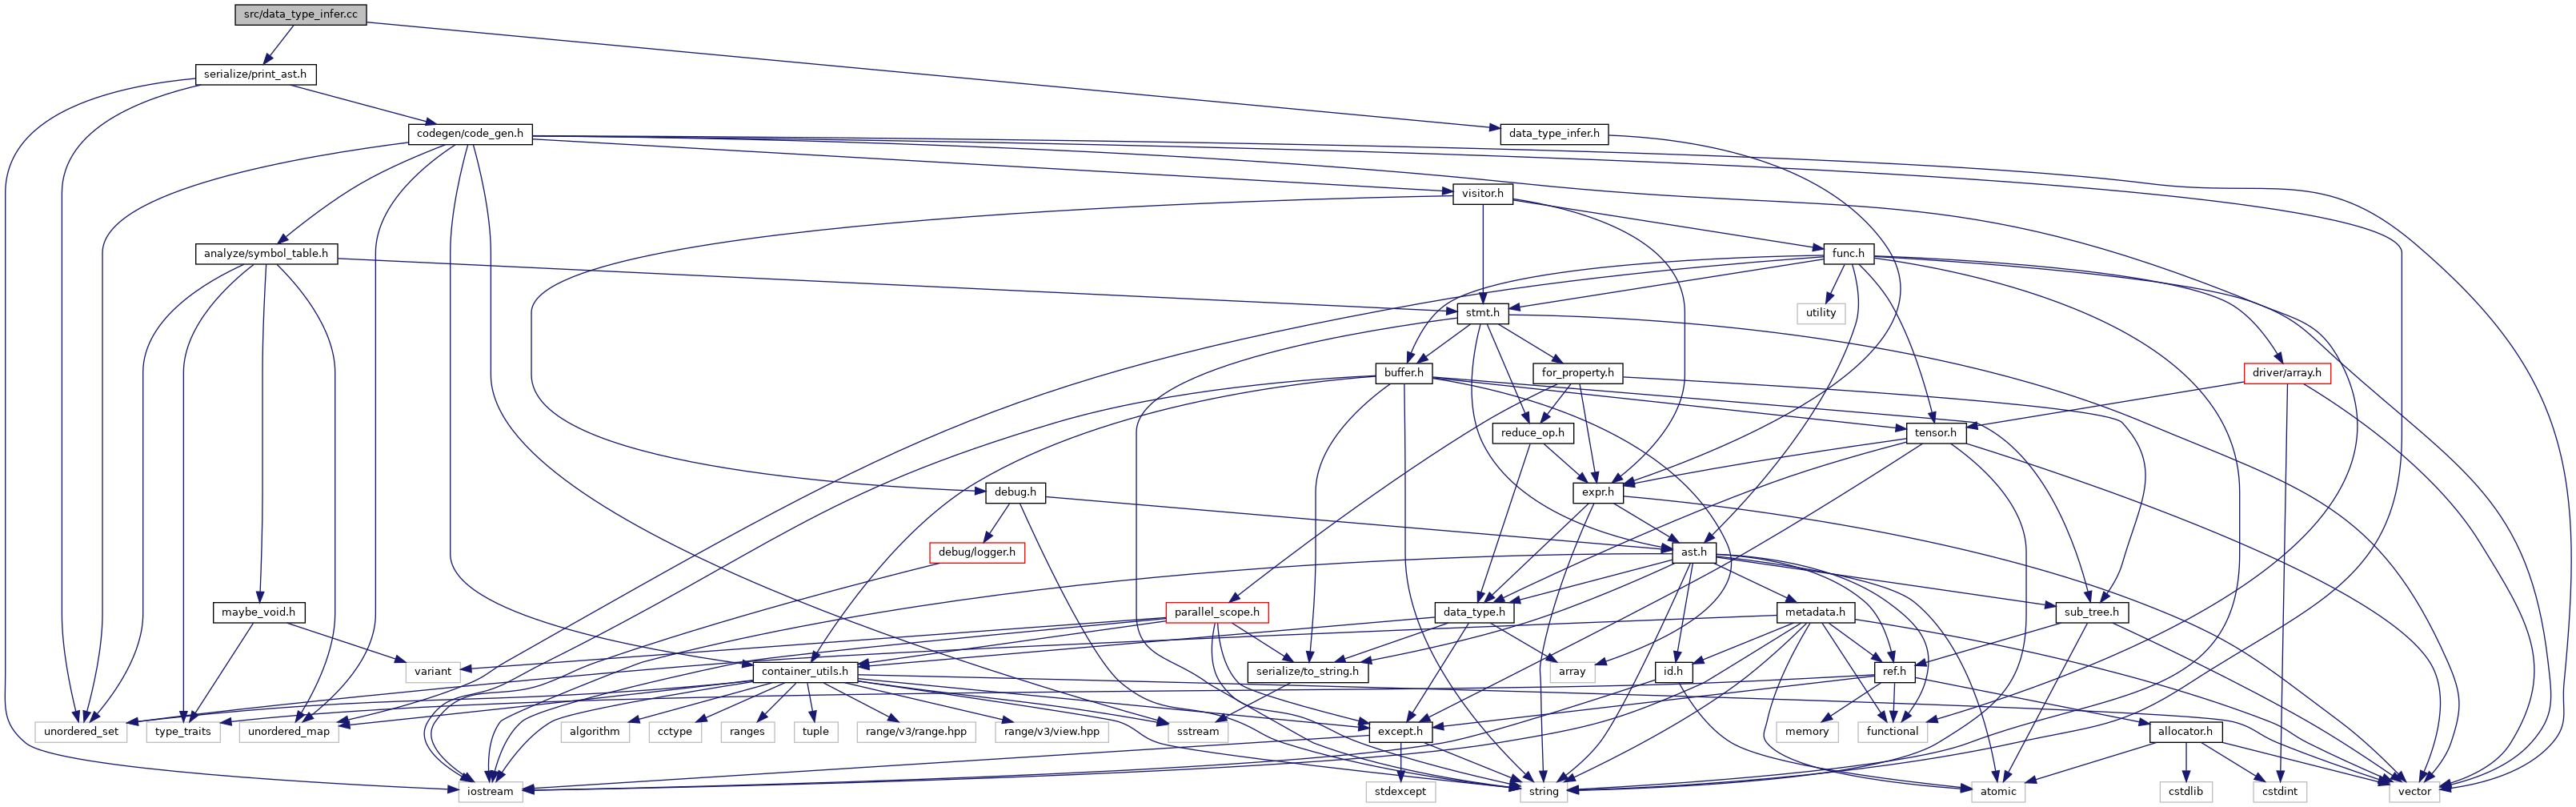 src/data_type_infer.cc
serialize/print_ast.h
codegen/code_gen.h
data_type_infer.h
visitor.h
analyze/symbol_table.h
func.h
stmt.h
utility
buffer.h
for_property.h
driver/array.h
reduce_op.h
tensor.h
debug.h
expr.h
debug/logger.h
ast.h
maybe_void.h
parallel_scope.h
data_type.h
metadata.h
sub_tree.h
variant
container_utils.h
serialize/to_string.h
array
id.h
ref.h
unordered_set
type_traits
unordered_map
algorithm
cctype
ranges
tuple
range/v3/range.hpp
range/v3/view.hpp
sstream
except.h
memory
functional
allocator.h
iostream
stdexcept
string
atomic
cstdlib
cstdint
vector